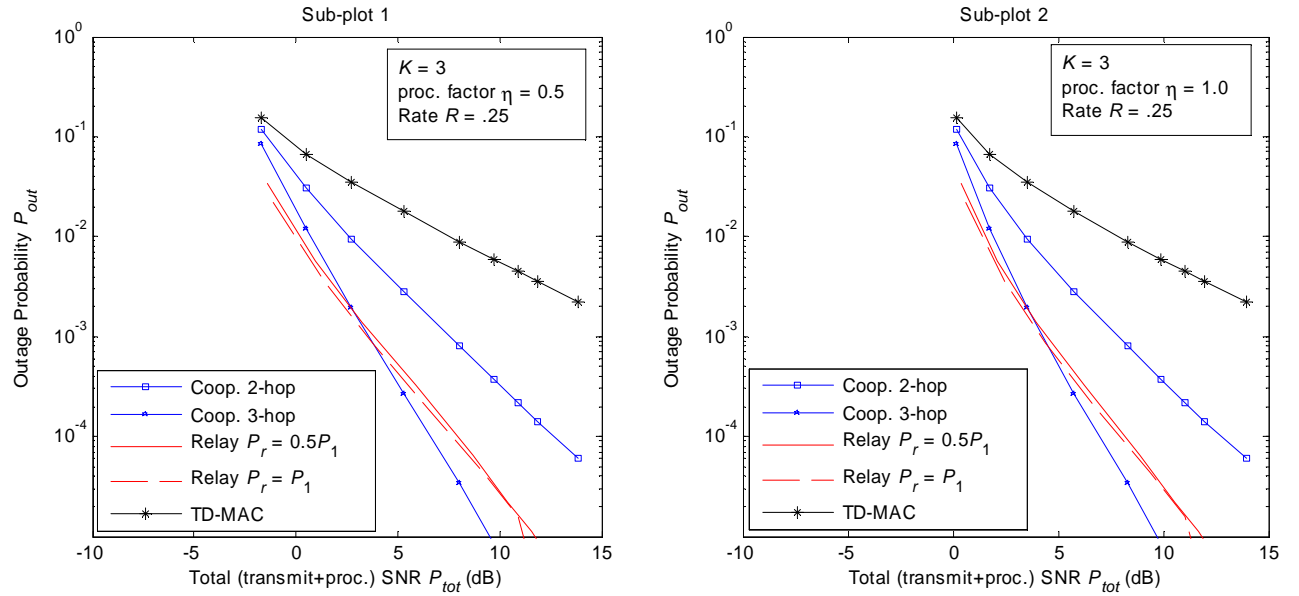 Sub-plot 1
10^0
10^-1
10^-2
10^-3
10^-4
Outage Probability P_out
K = 3
proc. factor η = 0.5
Rate R = .25
Coop. 2-hop
Coop. 3-hop
Relay P_r = 0.5P_1
Relay P_r = P_1
TD-MAC
-10 -5 0 5 10 15
Total (transmit+proc.) SNR P_tot (dB)
Sub-plot 2
10^0
10^-1
10^-2
10^-3
10^-4
Outage Probability P_out
K = 3
proc. factor η = 1.0
Rate R = .25
Coop. 2-hop
Coop. 3-hop
Relay P_r = 0.5P_1
Relay P_r = P_1
TD-MAC
-10 -5 0 5 10 15
Total (transmit+proc.) SNR P_tot (dB)